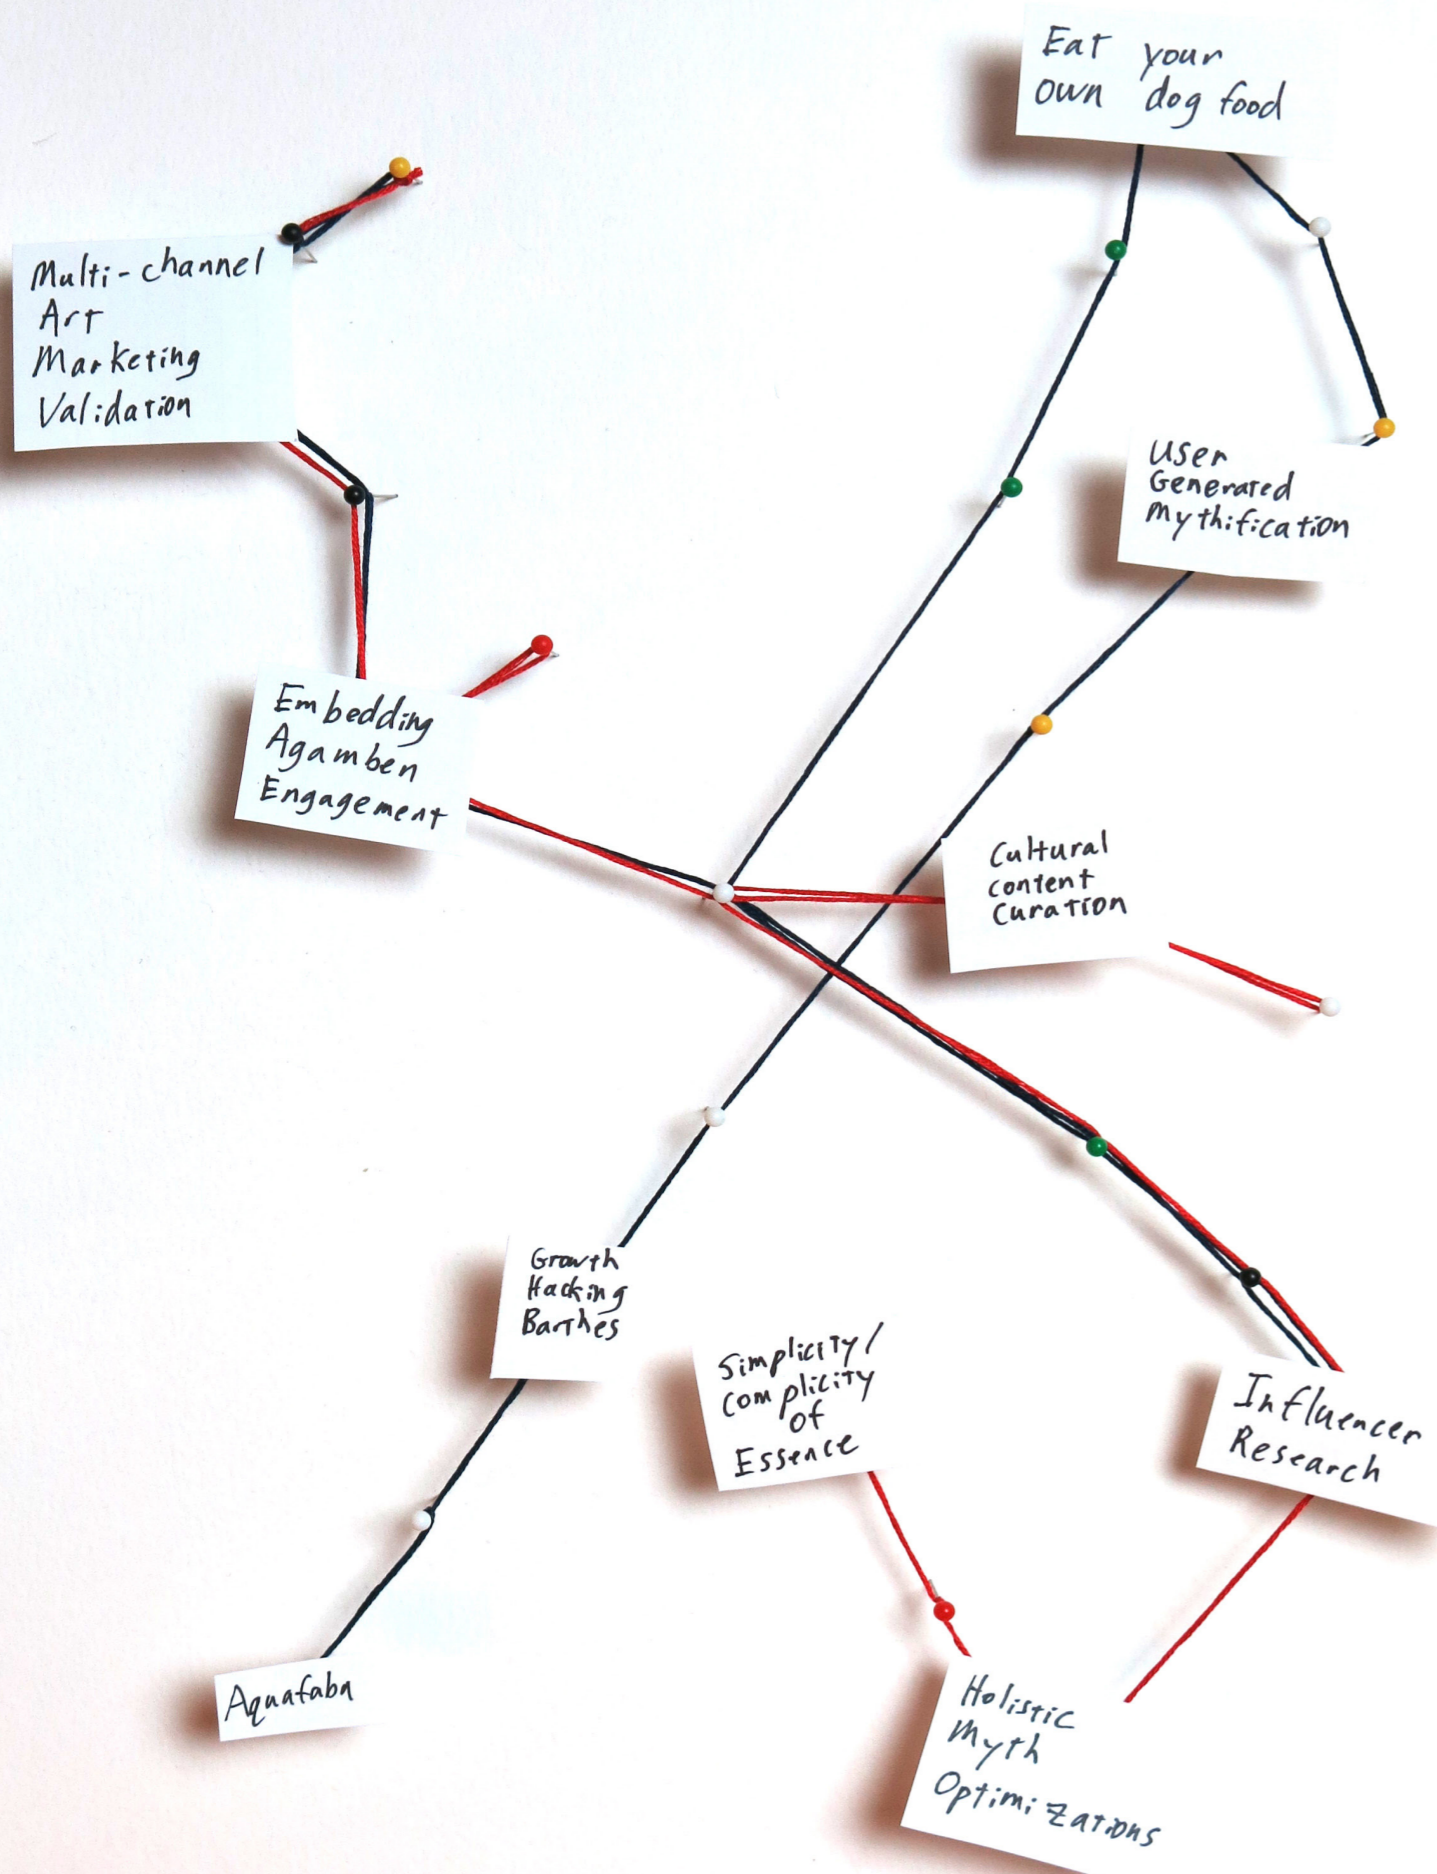 Eat your
own dog food
Multi-channel
Art
Marketing
Validation
User
Generated
Mythification
Embedding
Agamben
Engagement
Cultural
Content
Curation
Growth
Hacking
Barthes
Simplicity/
Complicity
of
Essence
Influencer
Research
Aquafaba
Holistic
Myth
Optimizations